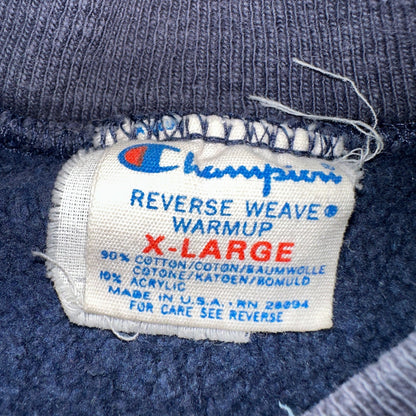 Champion
REVERSE WEAVE®
WARMUP
X-LARGE
90% COTTON/COTON/BAUMWOLLE
COTONE/KATOEN/BOMULD
10% ACRYLIC
MADE IN U.S.A. · RN 26094
FOR CARE SEE REVERSE